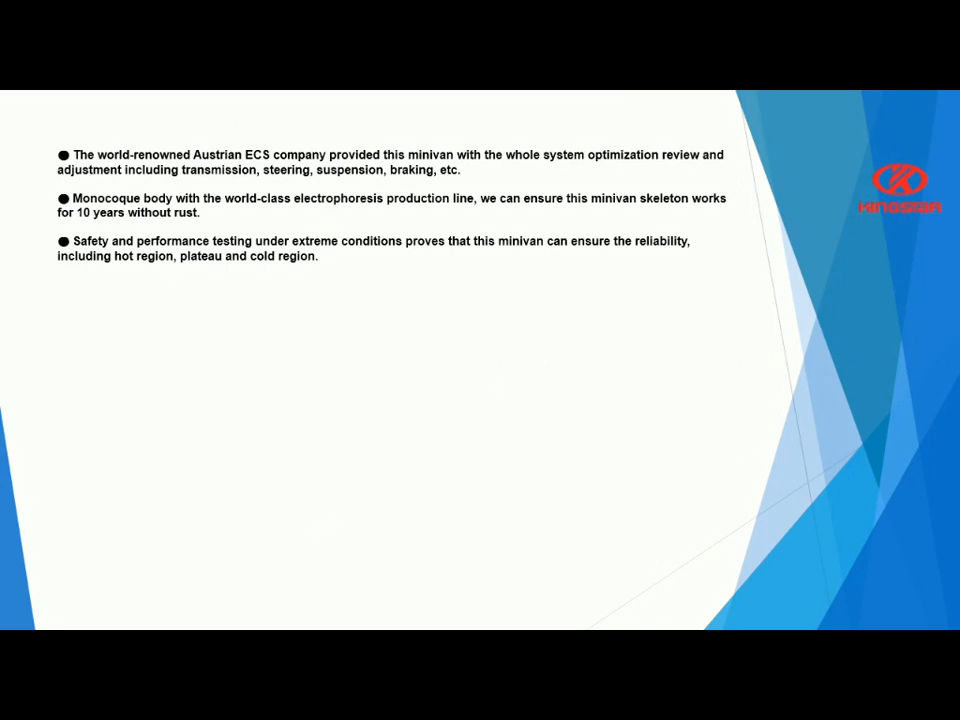 ● The world-renowned Austrian ECS company provided this minivan with the whole system optimization review and
adjustment including transmission, steering, suspension, braking, etc.
● Monocoque body with the world-class electrophoresis production line, we can ensure this minivan skeleton works
for 10 years without rust.
● Safety and performance testing under extreme conditions proves that this minivan can ensure the reliability,
including hot region, plateau and cold region.
KINGSTAR